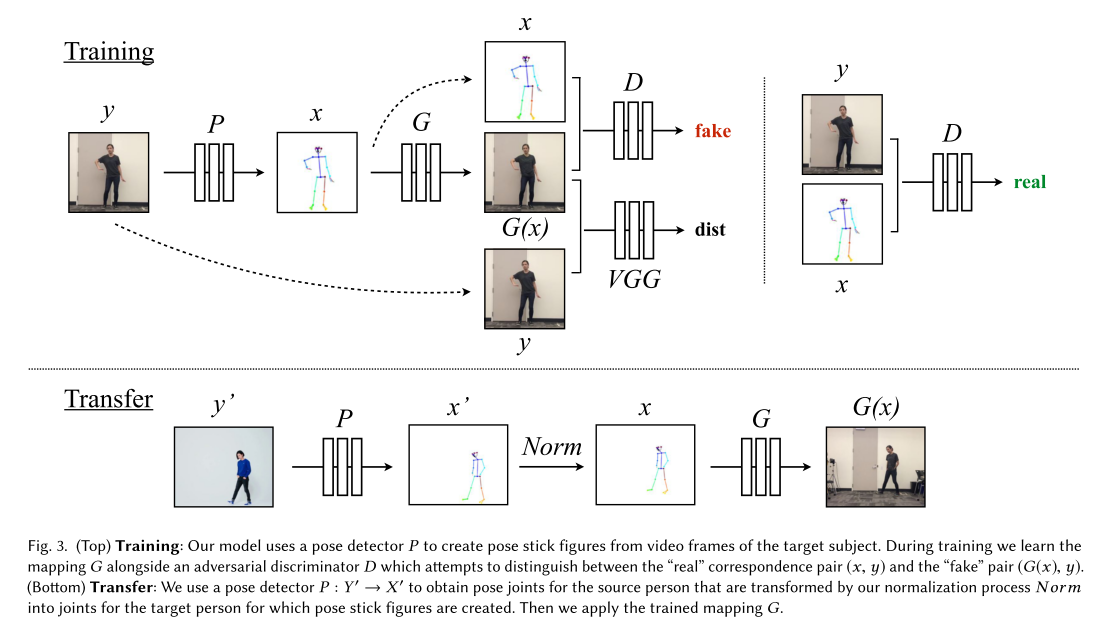 Training
x
y
P
x
G
D
fake
G(x)
dist
VGG
y
y
D
real
x
Transfer
y’
P
x’
Norm
x
G
G(x)
Fig. 3. (Top) Training: Our model uses a pose detector P to create pose stick figures from video frames of the target subject. During training we learn the
mapping G alongside an adversarial discriminator D which attempts to distinguish between the “real” correspondence pair (x, y) and the “fake” pair (G(x), y).
(Bottom) Transfer: We use a pose detector P : Y′ → X′ to obtain pose joints for the source person that are transformed by our normalization process Norm
into joints for the target person for which pose stick figures are created. Then we apply the trained mapping G.